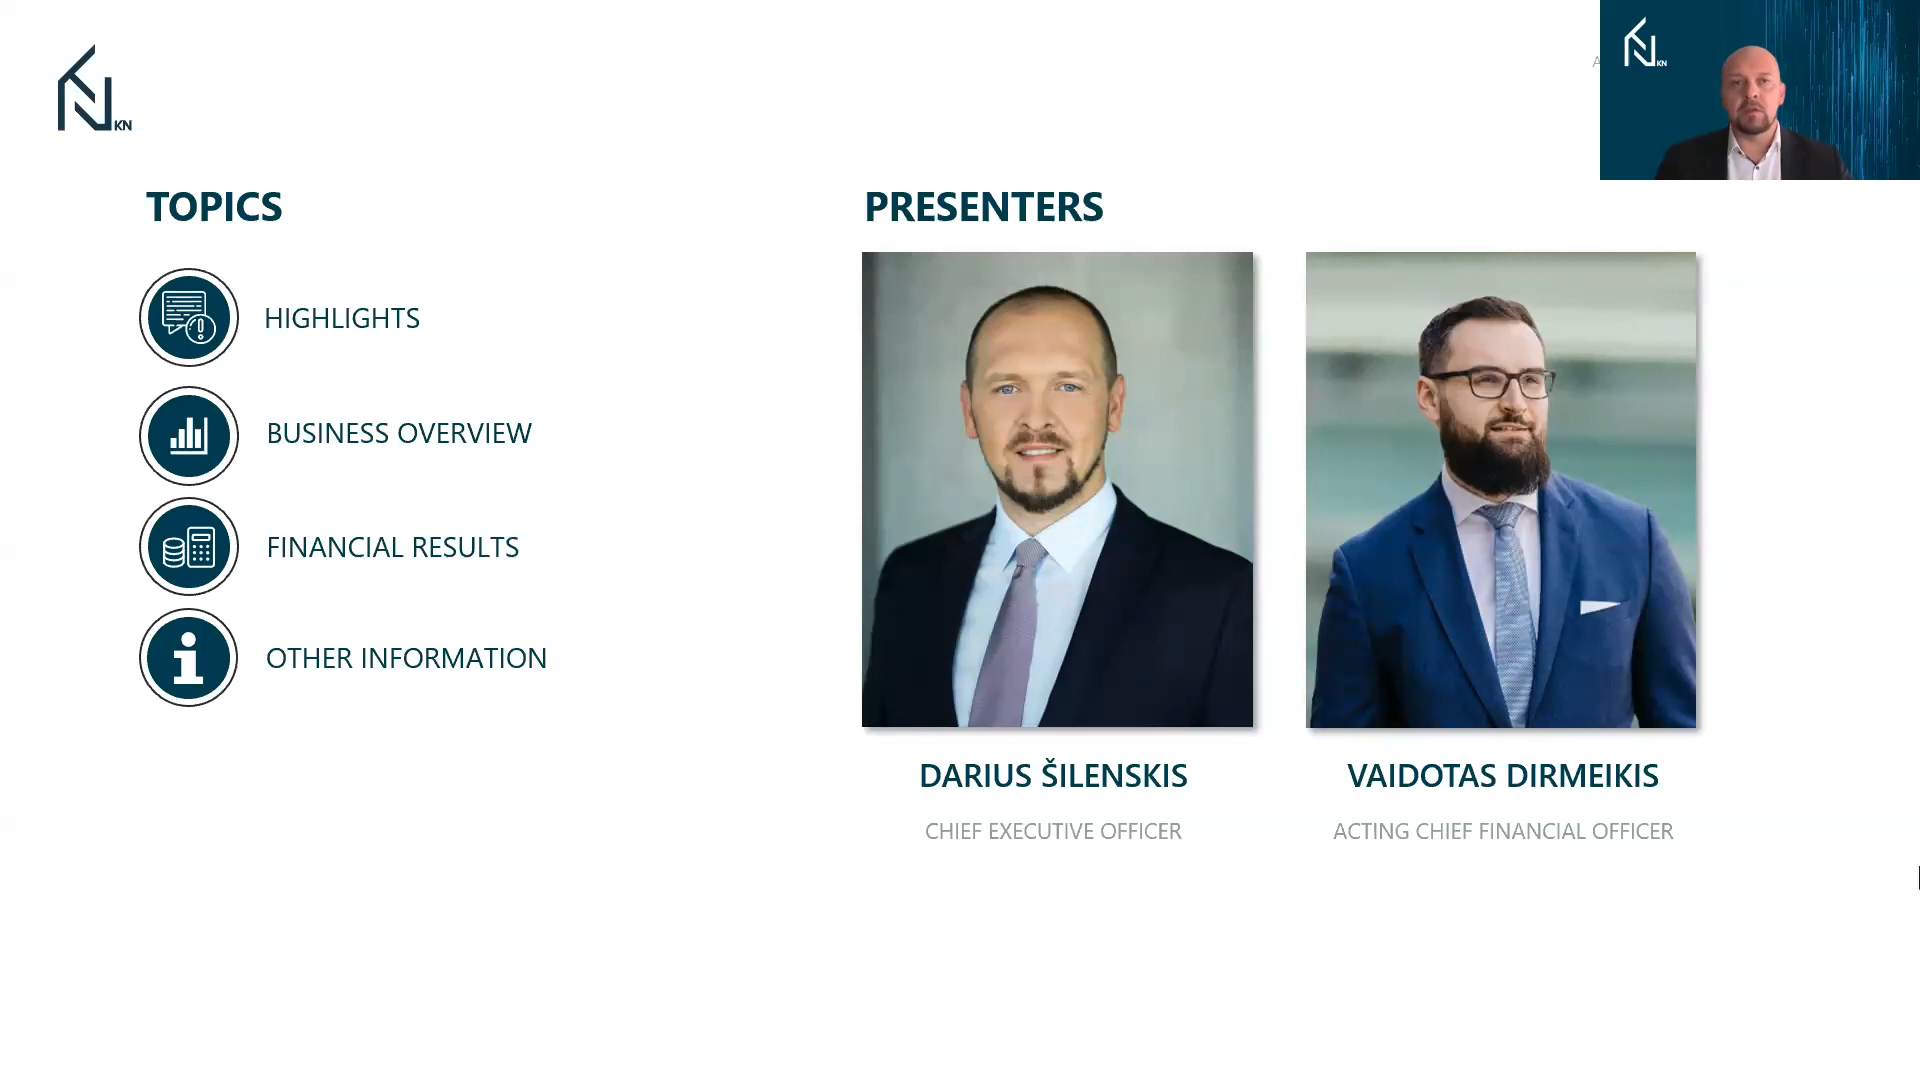 KN
KN
TOPICS
HIGHLIGHTS
BUSINESS OVERVIEW
FINANCIAL RESULTS
OTHER INFORMATION
PRESENTERS
DARIUS ŠILENSKIS
CHIEF EXECUTIVE OFFICER
VAIDOTAS DIRMEIKIS
ACTING CHIEF FINANCIAL OFFICER